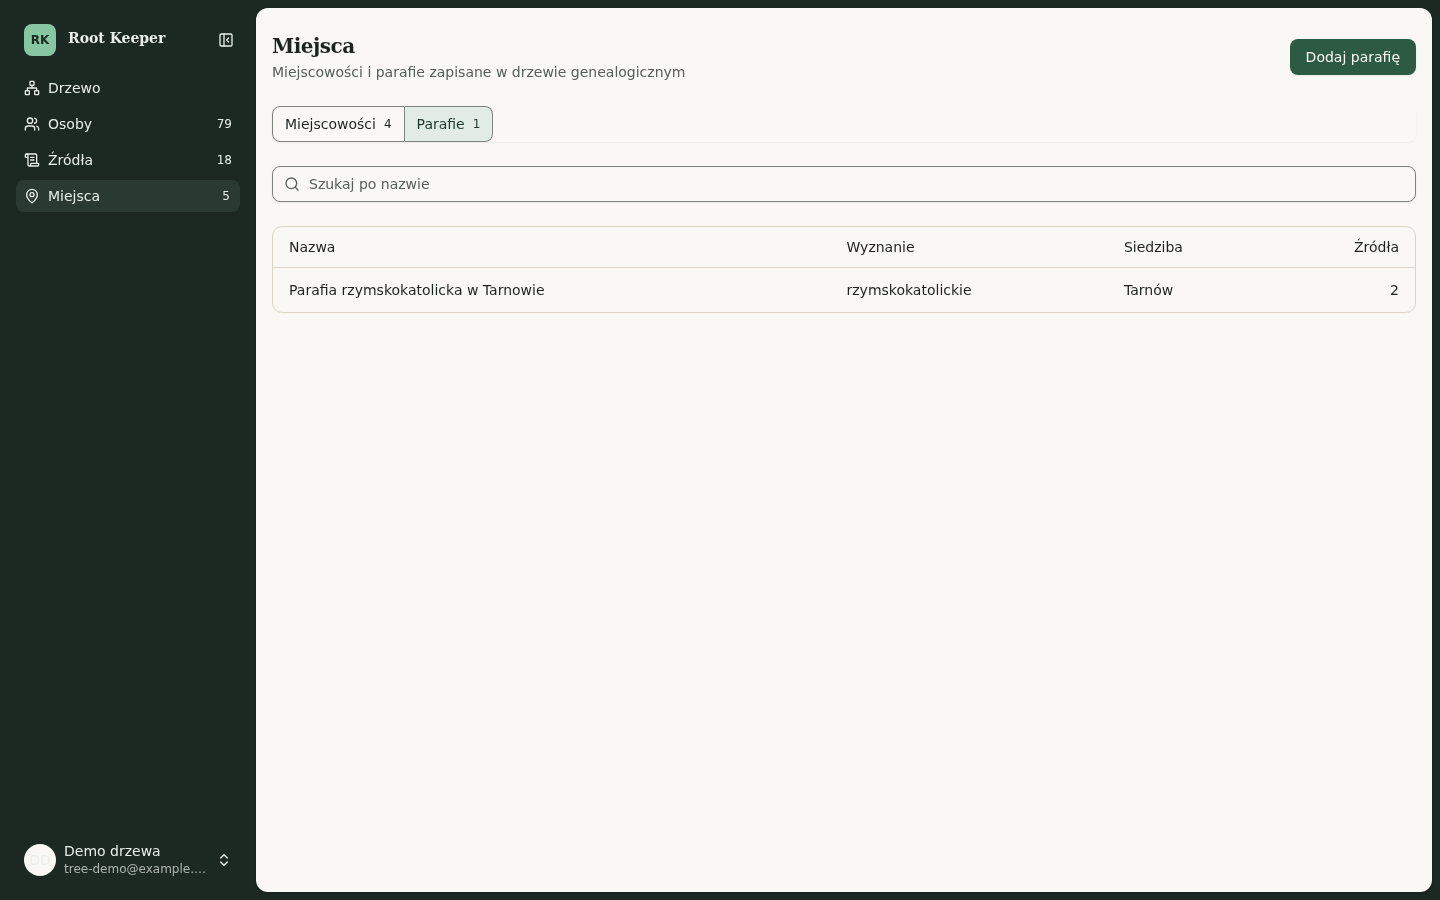 RK
Root Keeper
Drzewo
Osoby 79
Źródła 18
Miejsca 5
Miejsca
Miejscowości i parafie zapisane w drzewie genealogicznym
Dodaj parafię
Miejscowości 4 Parafie 1
Szukaj po nazwie
Nazwa Wyznanie Siedziba Źródła
Parafia rzymskokatolicka w Tarnowie rzymskokatolickie Tarnów 2
DD
Demo drzewa
tree-demo@example....